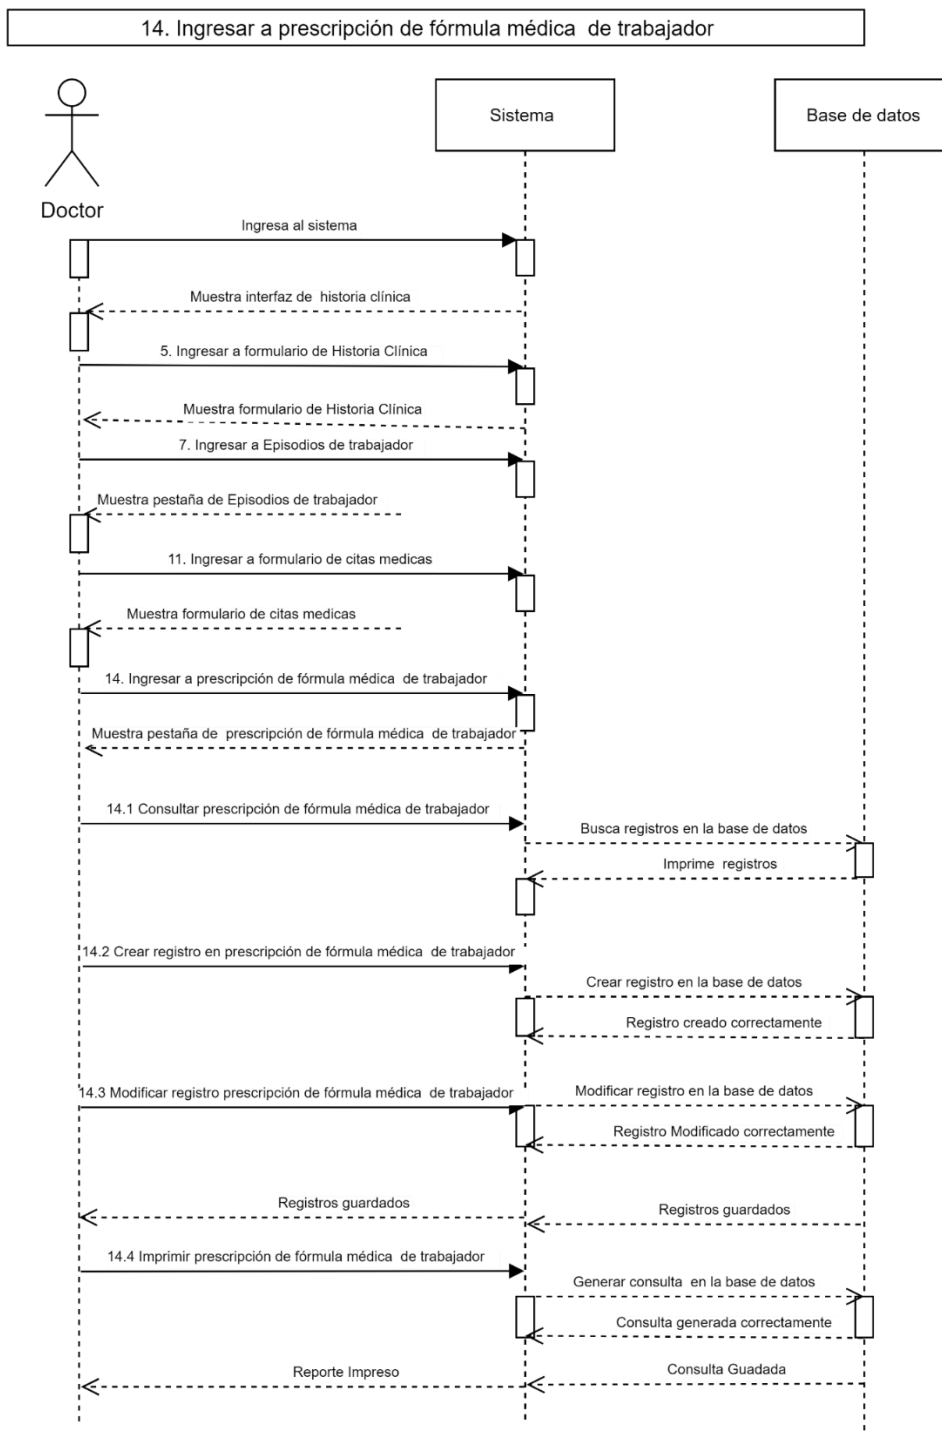 14. Ingresar a prescripción de fórmula médica de trabajador
Sistema
Base de datos
Doctor
Ingresa al sistema
Muestra interfaz de historia clínica
5. Ingresar a formulario de Historia Clínica
Muestra formulario de Historia Clínica
7. Ingresar a Episodios de trabajador
Muestra pestaña de Episodios de trabajador
11. Ingresar a formulario de citas medicas
Muestra formulario de citas medicas
14. Ingresar a prescripción de fórmula médica de trabajador
Muestra pestaña de prescripción de fórmula médica de trabajador
14.1 Consultar prescripción de fórmula médica de trabajador
Busca registros en la base de datos
Imprime registros
14.2 Crear registro en prescripción de fórmula médica de trabajador
Crear registro en la base de datos
Registro creado correctamente
14.3 Modificar registro prescripción de fórmula médica de trabajador
Modificar registro en la base de datos
Registro Modificado correctamente
Registros guardados
Registros guardados
14.4 Imprimir prescripción de fórmula médica de trabajador
Generar consulta en la base de datos
Consulta generada correctamente
Reporte Impreso
Consulta Guadada